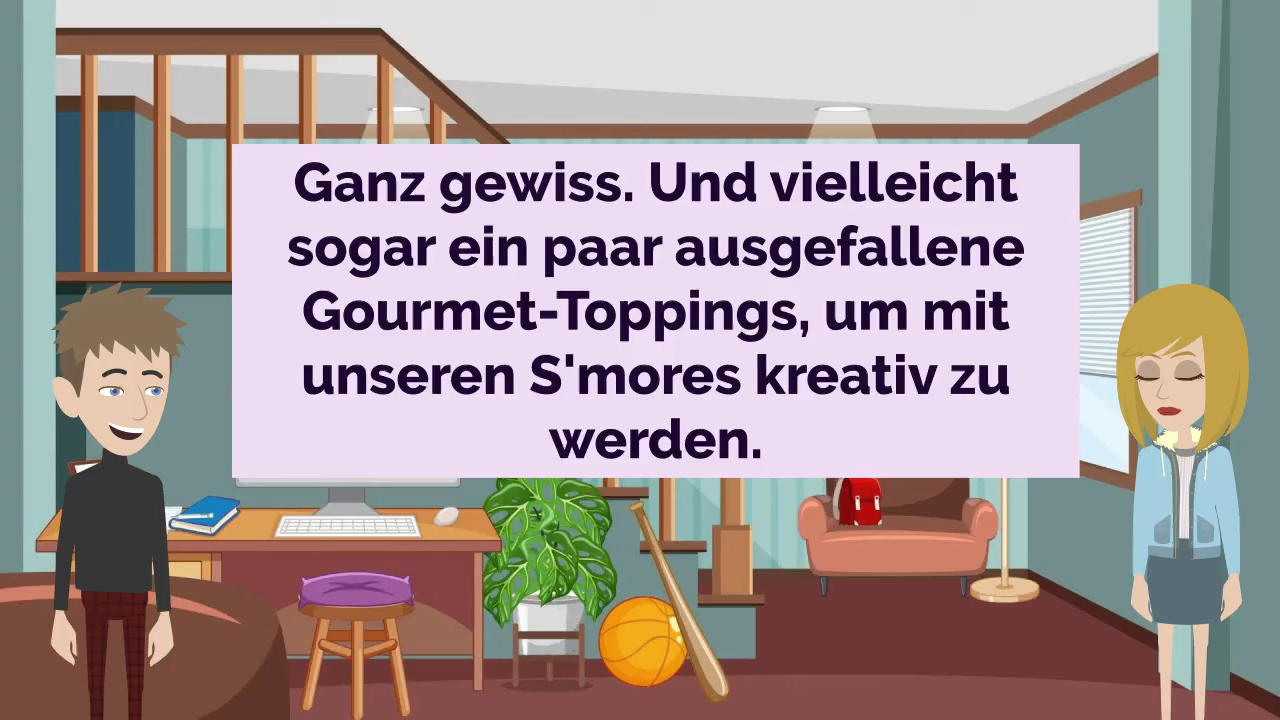 Ganz gewiss. Und vielleicht
sogar ein paar ausgefallene
Gourmet-Toppings, um mit
unseren S'mores kreativ zu
werden.